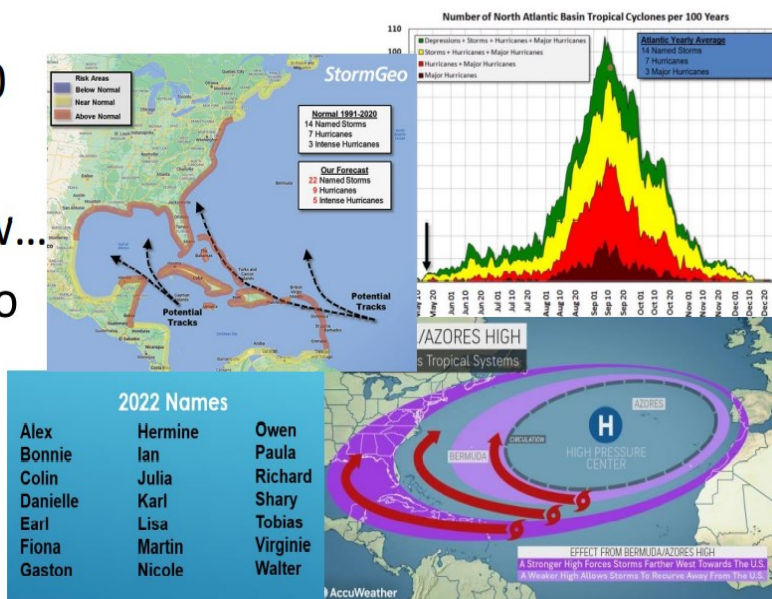 Number of North Atlantic Basin Tropical Cyclones per 100 Years
110
100
Depressions + Storms + Hurricanes + Major Hurricanes
Storms + Hurricanes + Major Hurricanes
Hurricanes + Major Hurricanes
Major Hurricanes
Atlantic Yearly Average
14 Named Storms
7 Hurricanes
3 Major Hurricanes
May 20
Jun 01
Jun 10
Jun 20
Jul 01
Jul 10
Jul 20
Aug 01
Aug 10
Aug 20
Sep 01
Sep 10
Sep 20
Oct 01
Oct 10
Oct 20
Nov 01
Nov 10
Nov 20
Dec 01
Dec 10
Dec 20
StormGeo
Risk Areas
Below Normal
Near Normal
Above Normal
Normal 1991-2020
14 Named Storms
7 Hurricanes
3 Intense Hurricanes
Our Forecast
22 Named Storms
9 Hurricanes
5 Intense Hurricanes
Bermuda
Potential
Tracks
Potential
Tracks
/AZORES HIGH
s Tropical Systems
2022 Names
Alex Hermine Owen
Bonnie Ian Paula
Colin Julia Richard
Danielle Karl Shary
Earl Lisa Tobias
Fiona Martin Virginie
Gaston Nicole Walter
AZORES
H
CIRCULATION
HIGH PRESSURE
CENTER
BERMUDA
EFFECT FROM BERMUDA/AZORES HIGH
A Stronger High Forces Storms Farther West Towards The U.S.
A Weaker High Allows Storms To Recurve Away From The U.S.
AccuWeather